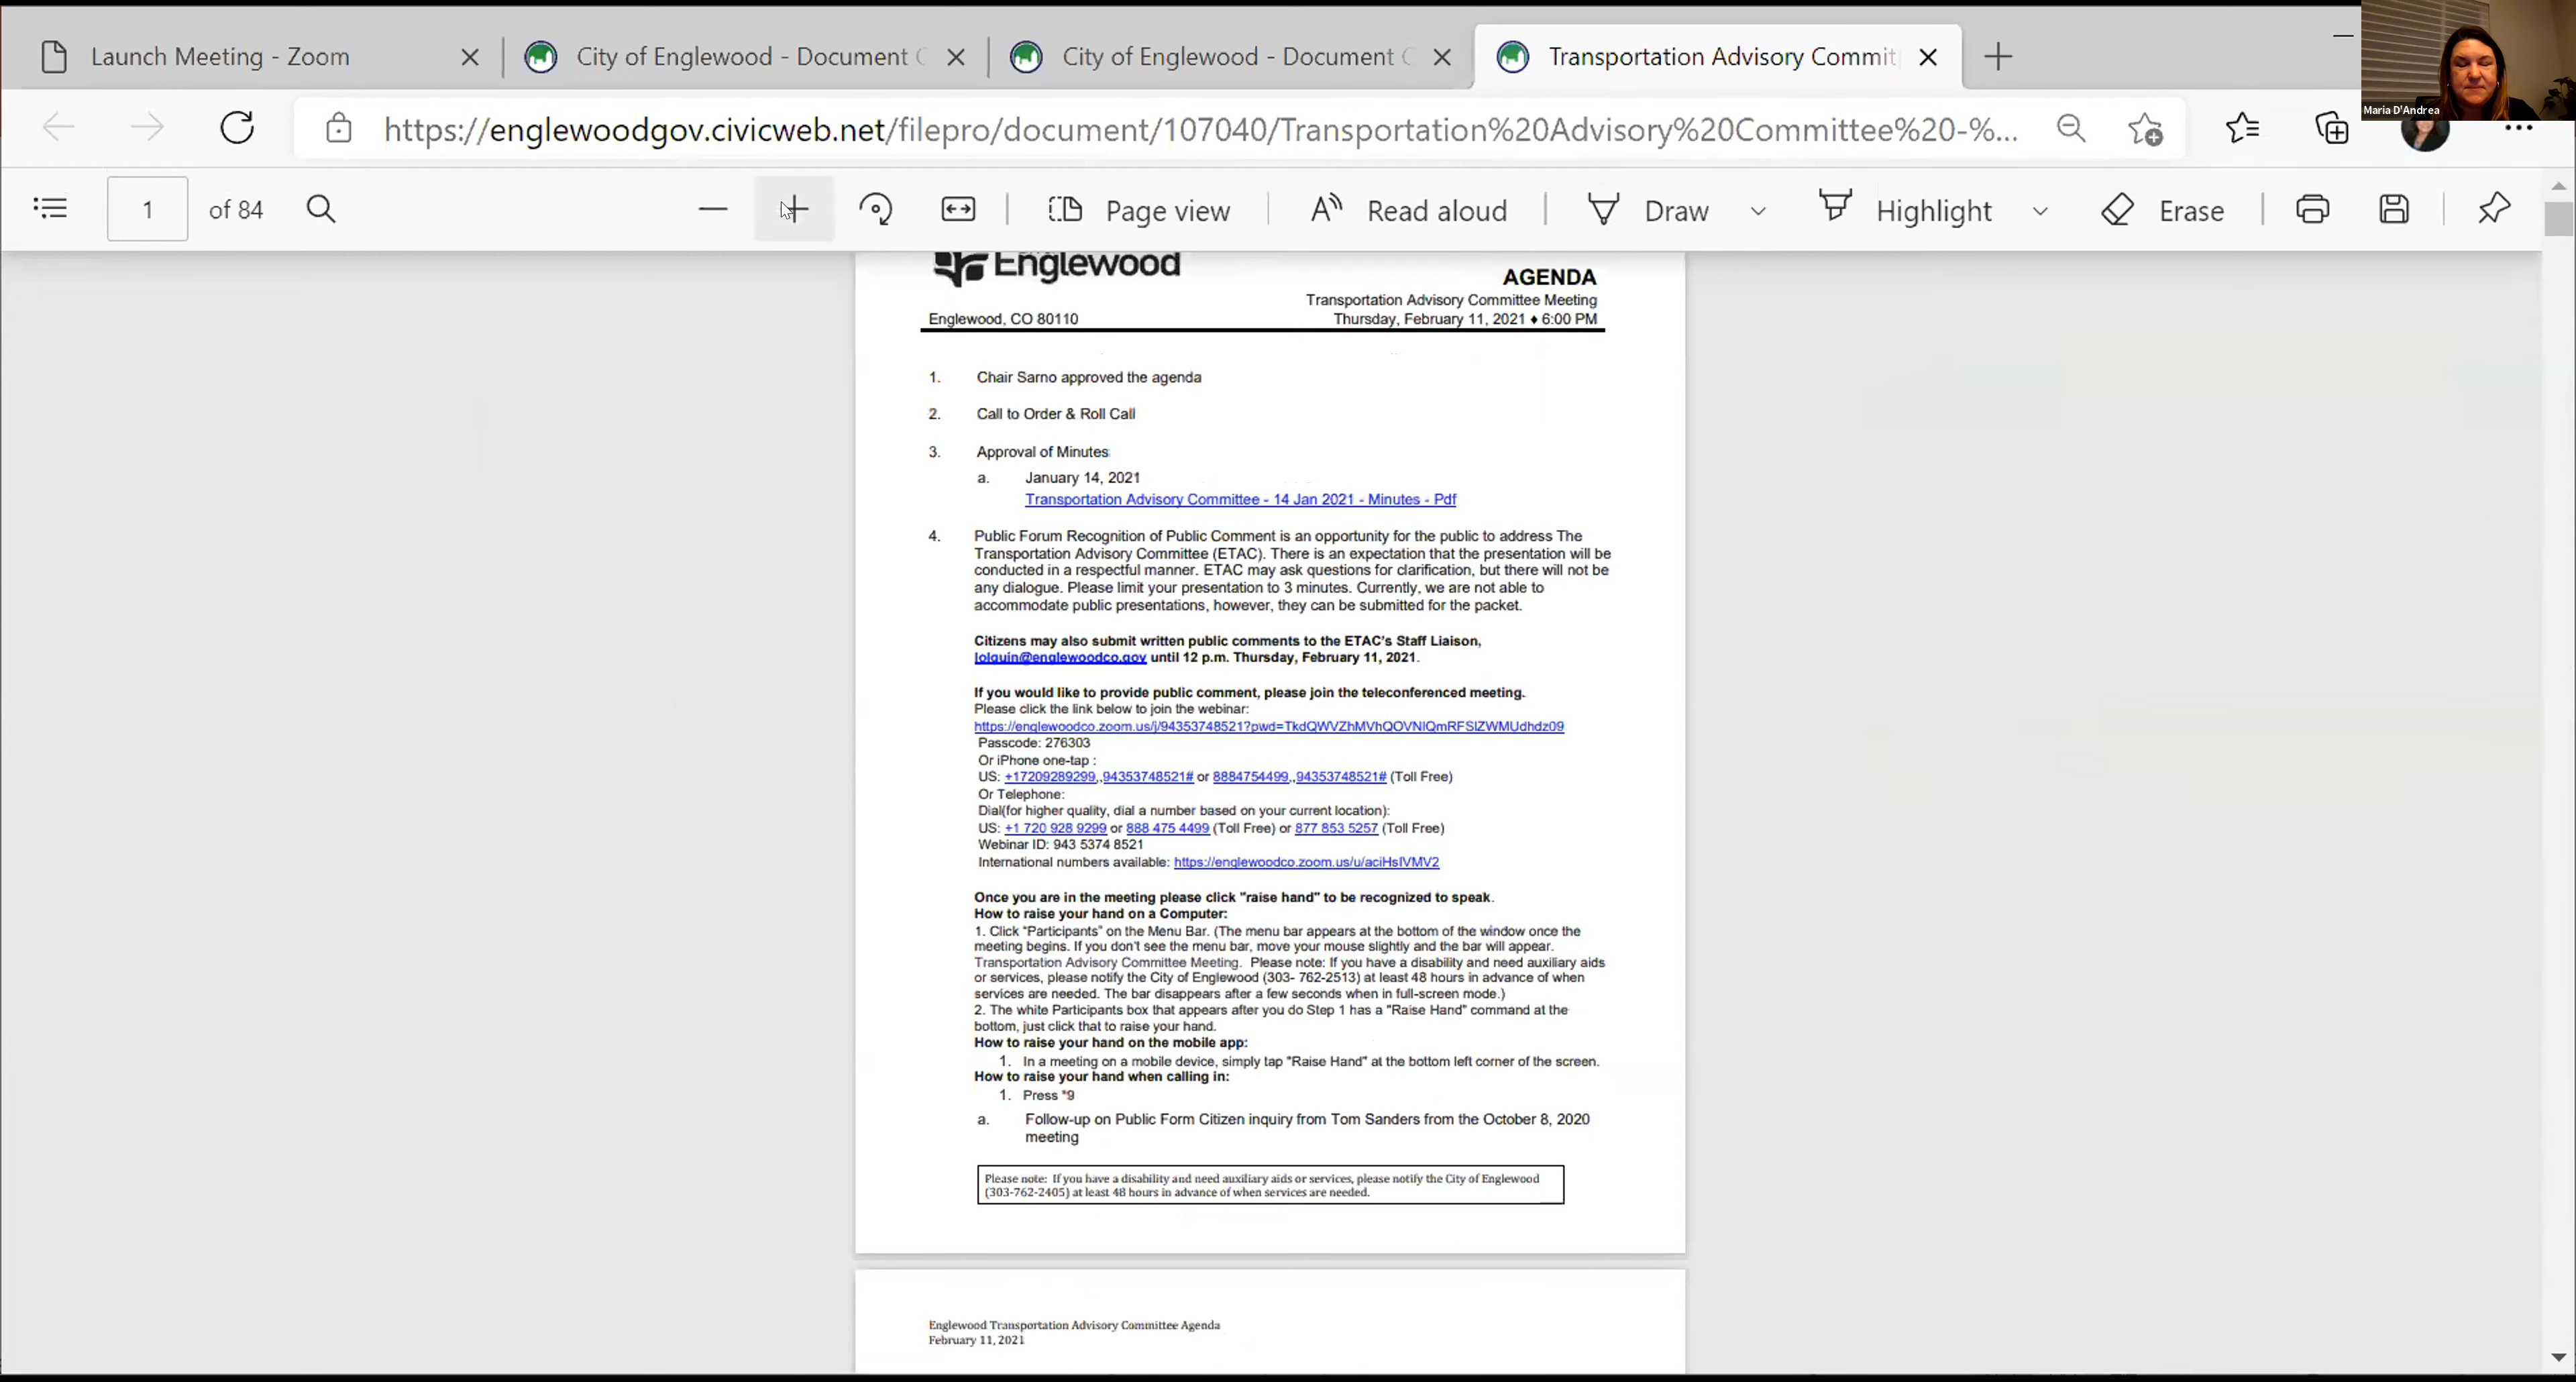 Launch Meeting - Zoom
City of Englewood - Document C
City of Englewood - Document C
Transportation Advisory Commit
Maria D'Andrea
https://englewoodgov.civicweb.net/filepro/document/107040/Transportation%20Advisory%20Committee%20-%...
1 of 84
Page view
Read aloud
Draw
Highlight
Erase
Englewood
AGENDA
Transportation Advisory Committee Meeting
Englewood, CO 80110
Thursday, February 11, 2021 ♦ 6:00 PM
1. Chair Sarno approved the agenda
2. Call to Order & Roll Call
3. Approval of Minutes
a. January 14, 2021
Transportation Advisory Committee - 14 Jan 2021 - Minutes - Pdf
4. Public Forum Recognition of Public Comment is an opportunity for the public to address The
Transportation Advisory Committee (ETAC). There is an expectation that the presentation will be
conducted in a respectful manner. ETAC may ask questions for clarification, but there will not be
any dialogue. Please limit your presentation to 3 minutes. Currently, we are not able to
accommodate public presentations, however, they can be submitted for the packet.
Citizens may also submit written public comments to the ETAC's Staff Liaison,
lolguin@englewoodco.gov until 12 p.m. Thursday, February 11, 2021.
If you would like to provide public comment, please join the teleconferenced meeting.
Please click the link below to join the webinar:
Passcode: 276303
Or iPhone one-tap :
US: +17209289299,,94353748521# or 8884754499,,94353748521# (Toll Free)
Or Telephone:
Dial(for higher quality, dial a number based on your current location):
US: +1 720 928 9299 or 888 475 4499 (Toll Free) or 877 853 5257 (Toll Free)
Webinar ID: 943 5374 8521
International numbers available:
Once you are in the meeting please click "raise hand" to be recognized to speak.
How to raise your hand on a Computer:
1. Click "Participants" on the Menu Bar. (The menu bar appears at the bottom of the window once the
meeting begins. If you don't see the menu bar, move your mouse slightly and the bar will appear.
Transportation Advisory Committee Meeting. Please note: If you have a disability and need auxiliary aids
or services, please notify the City of Englewood (303- 762-2513) at least 48 hours in advance of when
services are needed. The bar disappears after a few seconds when in full-screen mode.)
2. The white Participants box that appears after you do Step 1 has a "Raise Hand" command at the
bottom, just click that to raise your hand.
How to raise your hand on the mobile app:
1. In a meeting on a mobile device, simply tap "Raise Hand" at the bottom left corner of the screen.
How to raise your hand when calling in:
1. Press *9
a. Follow-up on Public Form Citizen inquiry from Tom Sanders from the October 8, 2020
meeting
Please note: If you have a disability and need auxiliary aids or services, please notify the City of Englewood
(303-762-2405) at least 48 hours in advance of when services are needed.
Englewood Transportation Advisory Committee Agenda
February 11, 2021